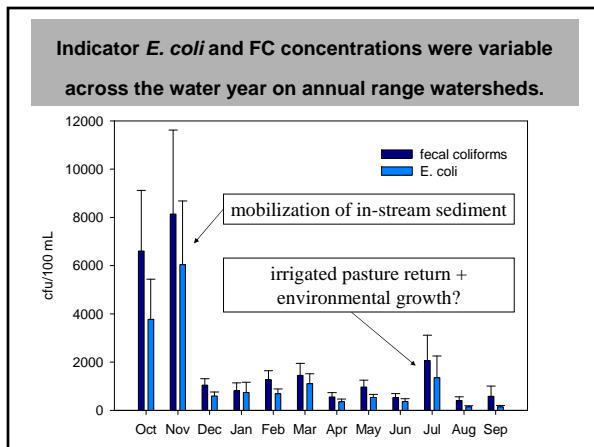 Indicator E. coli and FC concentrations were variable
across the water year on annual range watersheds.
12000
10000
8000
6000
4000
2000
0
cfu/100 mL
fecal coliforms
E. coli
mobilization of in-stream sediment
irrigated pasture return +
environmental growth?
Oct Nov Dec Jan Feb Mar Apr May Jun Jul Aug Sep